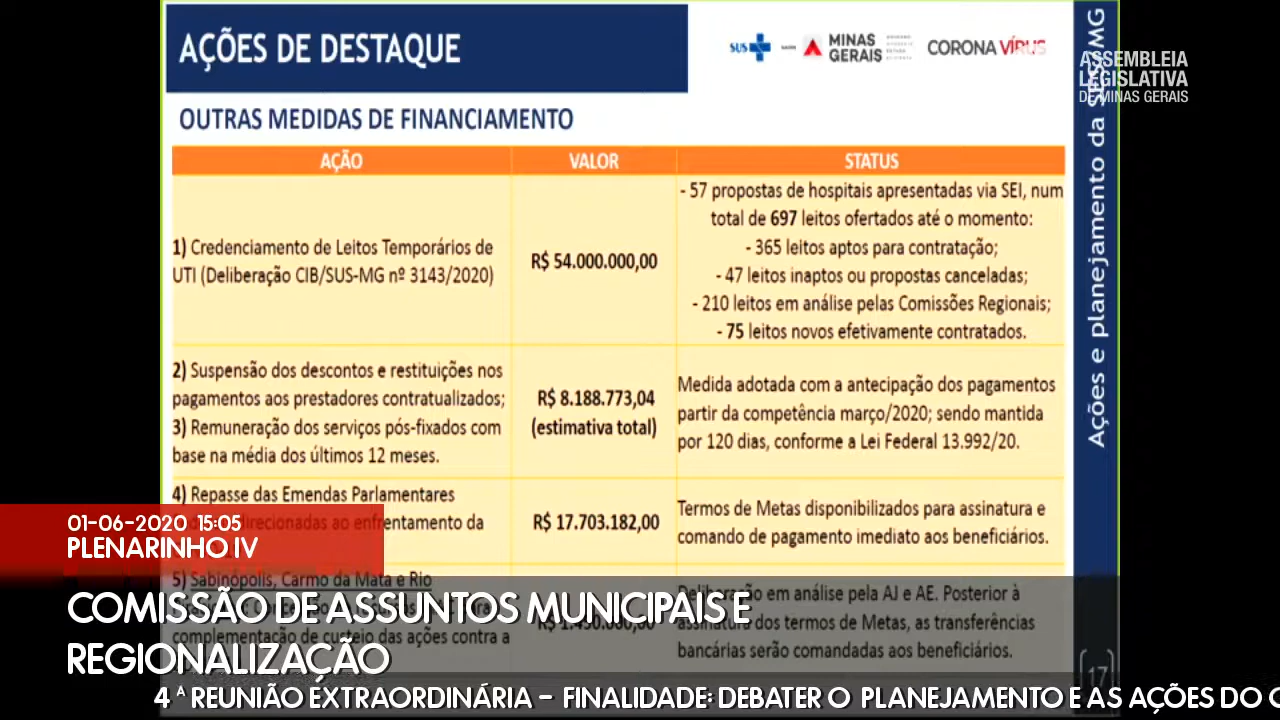 AÇÕES DE DESTAQUE
SUS
MINAS
GERAIS
CORONA VÍRUS
ASSEMBLEIA
LEGISLATIVA
DE MINAS GERAIS
Ações e planejamento da SES-MG
OUTRAS MEDIDAS DE FINANCIAMENTO
AÇÃO VALOR STATUS
1) Credenciamento de Leitos Temporários de
UTI (Deliberação CIB/SUS-MG nº 3143/2020)
R$ 54.000.000,00
- 57 propostas de hospitais apresentadas via SEI, num
total de 697 leitos ofertados até o momento:
- 365 leitos aptos para contratação;
- 47 leitos inaptos ou propostas canceladas;
- 210 leitos em análise pelas Comissões Regionais;
- 75 leitos novos efetivamente contratados.
2) Suspensão dos descontos e restituições nos
pagamentos aos prestadores contratualizados;
3) Remuneração dos serviços pós-fixados com
base na média dos últimos 12 meses.
R$ 8.188.773,04
(estimativa total)
Medida adotada com a antecipação dos pagamentos
partir da competência março/2020; sendo mantida
por 120 dias, conforme a Lei Federal 13.992/20.
4) Repasse das Emendas Parlamentares
direcionadas ao enfrentamento da
R$ 17.703.182,00
Termos de Metas disponibilizados para assinatura e
comando de pagamento imediato aos beneficiários.
5) Sabinópolis, Carmo da Mata e Rio
complementação de custeio das ações contra a
Deliberação em análise pela AJ e AE. Posterior à
assinatura dos termos de Metas, as transferências
bancárias serão comandadas aos beneficiários.
17
01-06-2020 15:05
PLENARINHO IV
COMISSÃO DE ASSUNTOS MUNICIPAIS E
REGIONALIZAÇÃO
4ª REUNIÃO EXTRAORDINÁRIA - FINALIDADE: DEBATER O PLANEJAMENTO E AS AÇÕES DO